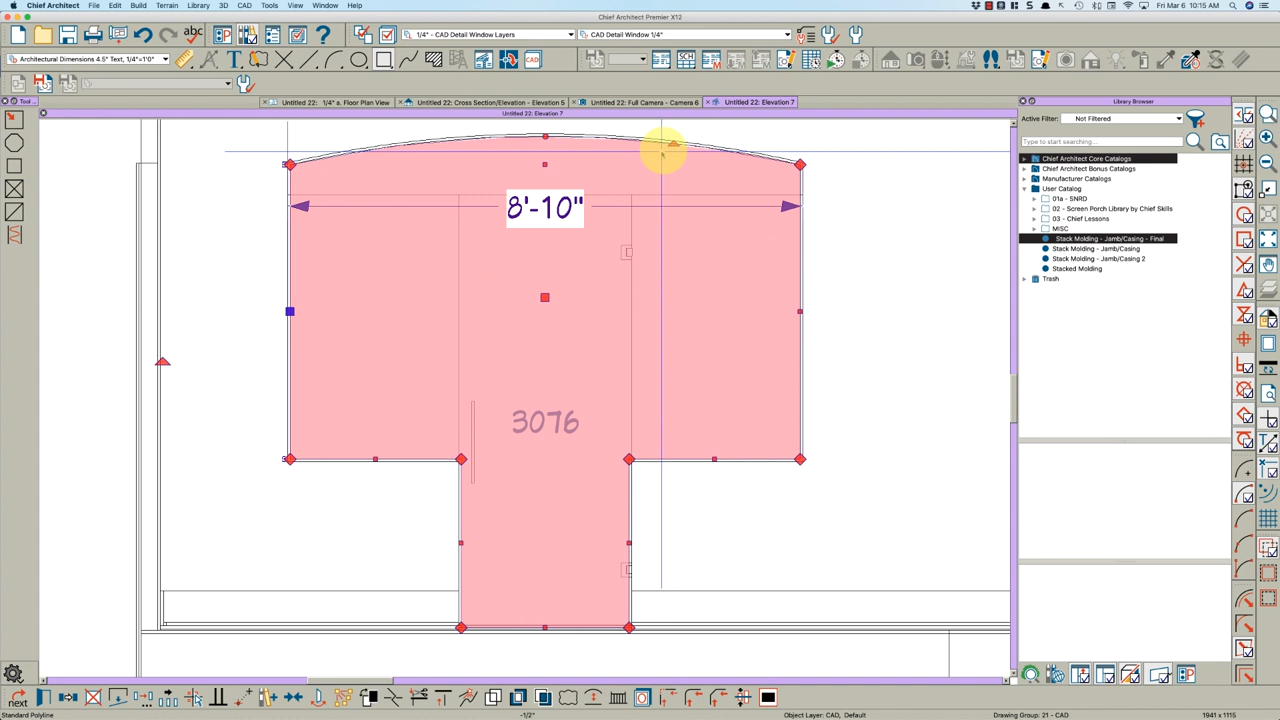 Chief Architect File Edit Build Terrain Library 3D CAD Tools View Window Help
Fri Mar 6 10:15 AM
Chief Architect Premier X12
1/4" - CAD Detail Window Layers
CAD Detail Window 1/4"
Architectural Dimensions 4.5" Text, 1/4"=1'0"
Tool ...
Untitled 22: 1/4" a. Floor Plan View
Untitled 22: Cross Section/Elevation - Elevation 5
Untitled 22: Full Camera - Camera 6
Untitled 22: Elevation 7
Library Browser
Untitled 22: Elevation 7
Active Filter: Not Filtered
Type to start searching...
Chief Architect Core Catalogs
Chief Architect Bonus Catalogs
Manufacturer Catalogs
User Catalog
01a - SNRD
02 - Screen Porch Library by Chief Skills
03 - Chief Lessons
MISC
Stack Molding - Jamb/Casing - Final
Stack Molding - Jamb/Casing
Stack Molding - Jamb/Casing 2
Stacked Molding
Trash
8'-10"
3076
next
Standard Polyline
-1/2"
Object Layer: CAD, Default
Drawing Group: 21 - CAD
1941 x 1115